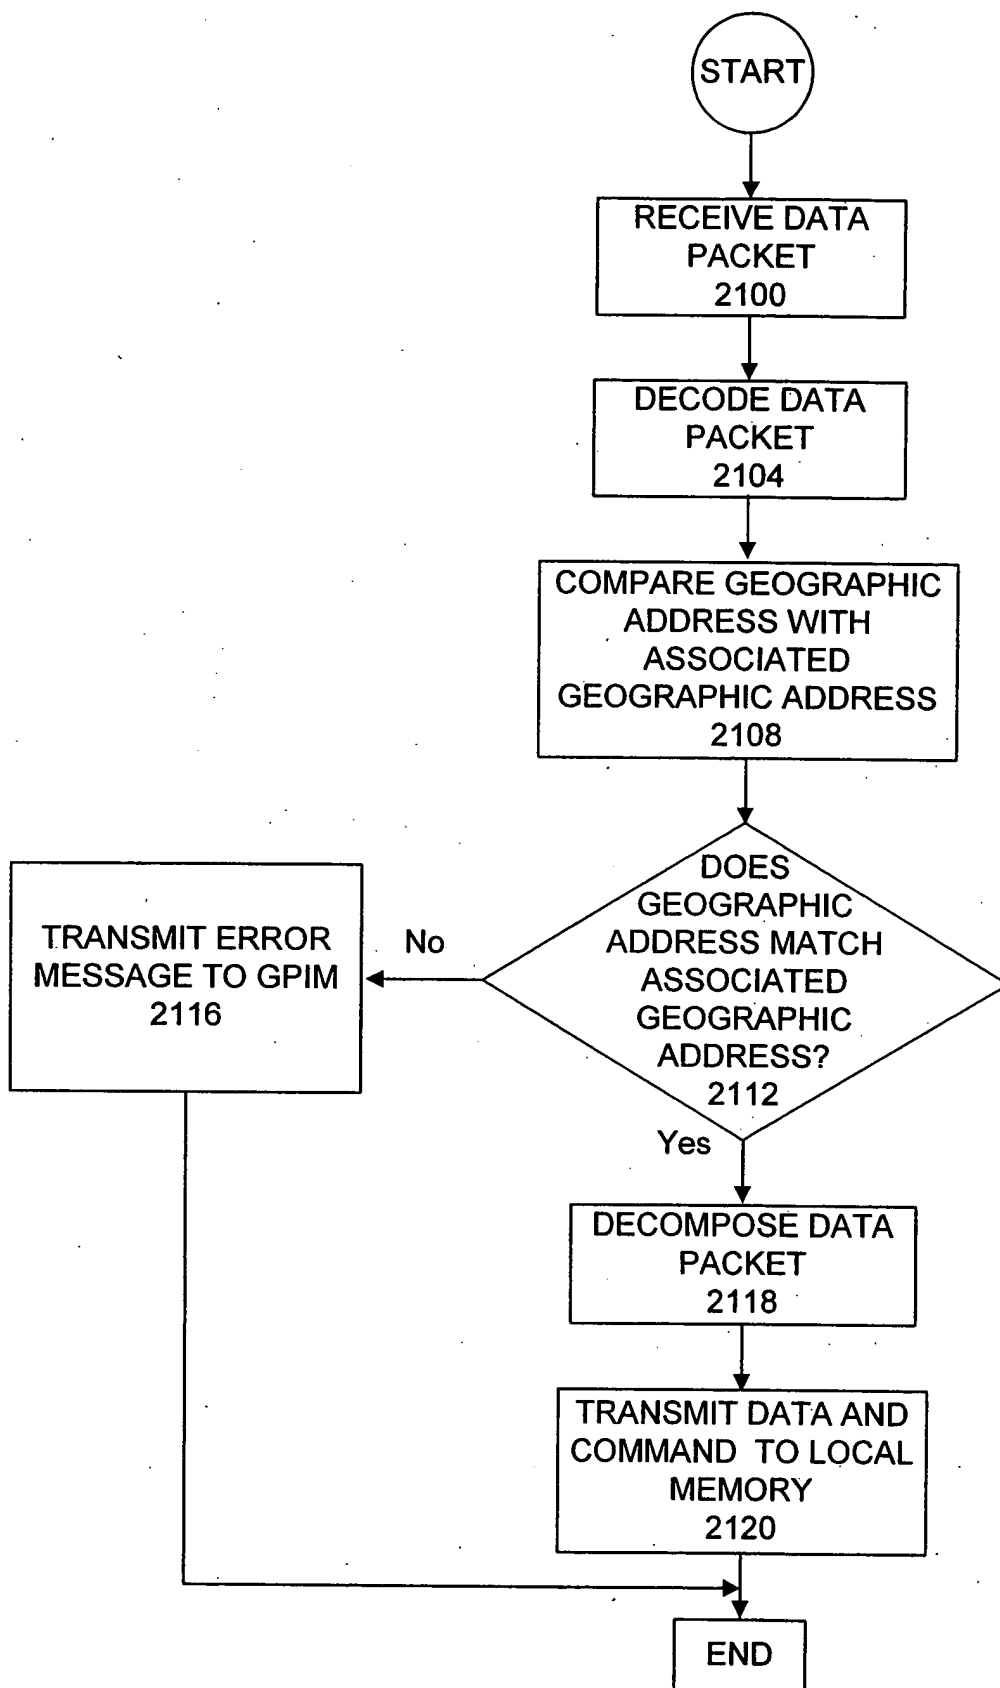 START
RECEIVE DATA
PACKET
2100
DECODE DATA
PACKET
2104
COMPARE GEOGRAPHIC
ADDRESS WITH
ASSOCIATED
GEOGRAPHIC ADDRESS
2108
DOES
GEOGRAPHIC
ADDRESS MATCH
ASSOCIATED
GEOGRAPHIC
ADDRESS?
2112
No
TRANSMIT ERROR
MESSAGE TO GPIM
2116
Yes
DECOMPOSE DATA
PACKET
2118
TRANSMIT DATA AND
COMMAND TO LOCAL
MEMORY
2120
END